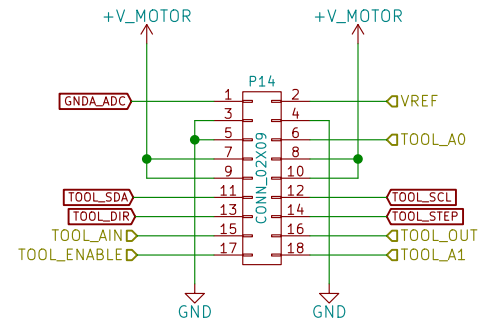 +V_MOTOR +V_MOTOR
P14
GNDA_ADC 1 2 VREF
3 4
5 6 TOOL_A0
7 8
9 10
CONN_02X09
TOOL_SDA 11 12 TOOL_SCL
TOOL_DIR 13 14 TOOL_STEP
TOOL_AIN 15 16 TOOL_OUT
TOOL_ENABLE 17 18 TOOL_A1
GND GND